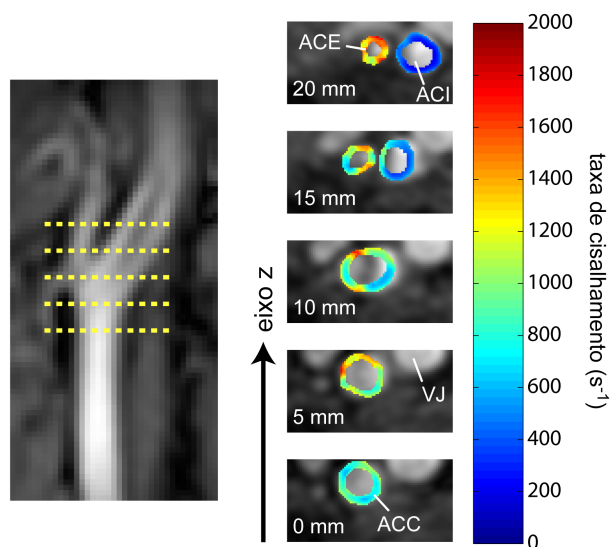 ACE
ACI
20 mm
15 mm
10 mm
5 mm
VJ
0 mm
ACC
eixo z
2000
1800
1600
1400
1200
1000
800
600
400
200
0
taxa de cisalhamento (s⁻¹)